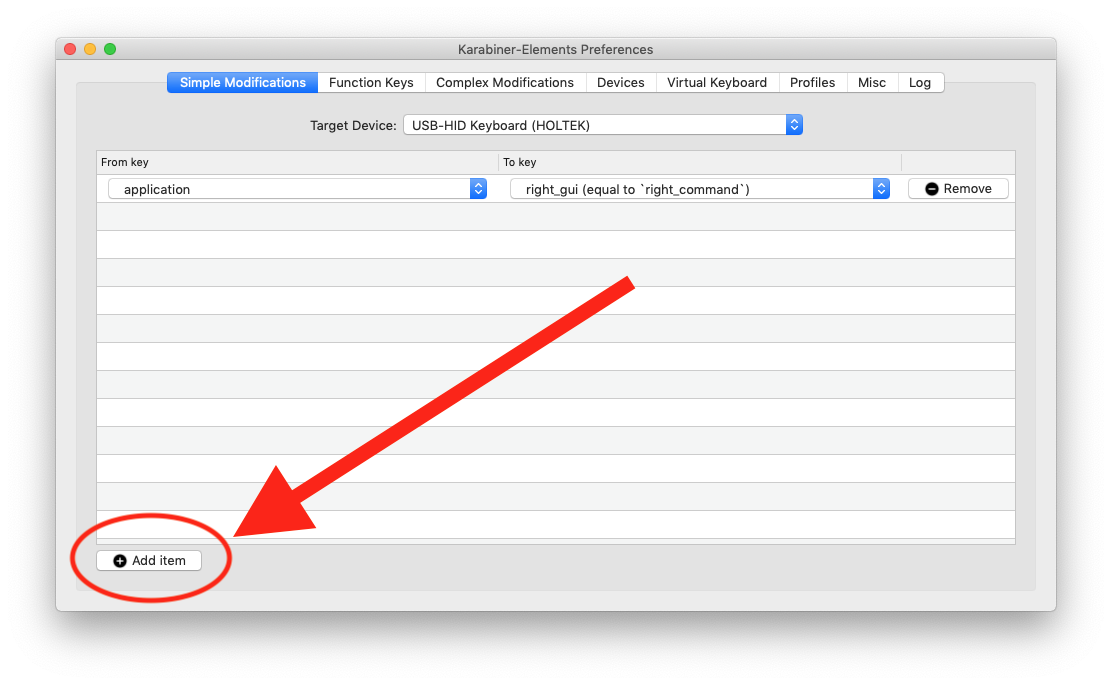 Karabiner-Elements Preferences
Simple Modifications Function Keys Complex Modifications Devices Virtual Keyboard Profiles Misc Log
Target Device: USB-HID Keyboard (HOLTEK)
From key To key
application right_gui (equal to `right_command`) Remove
Add item